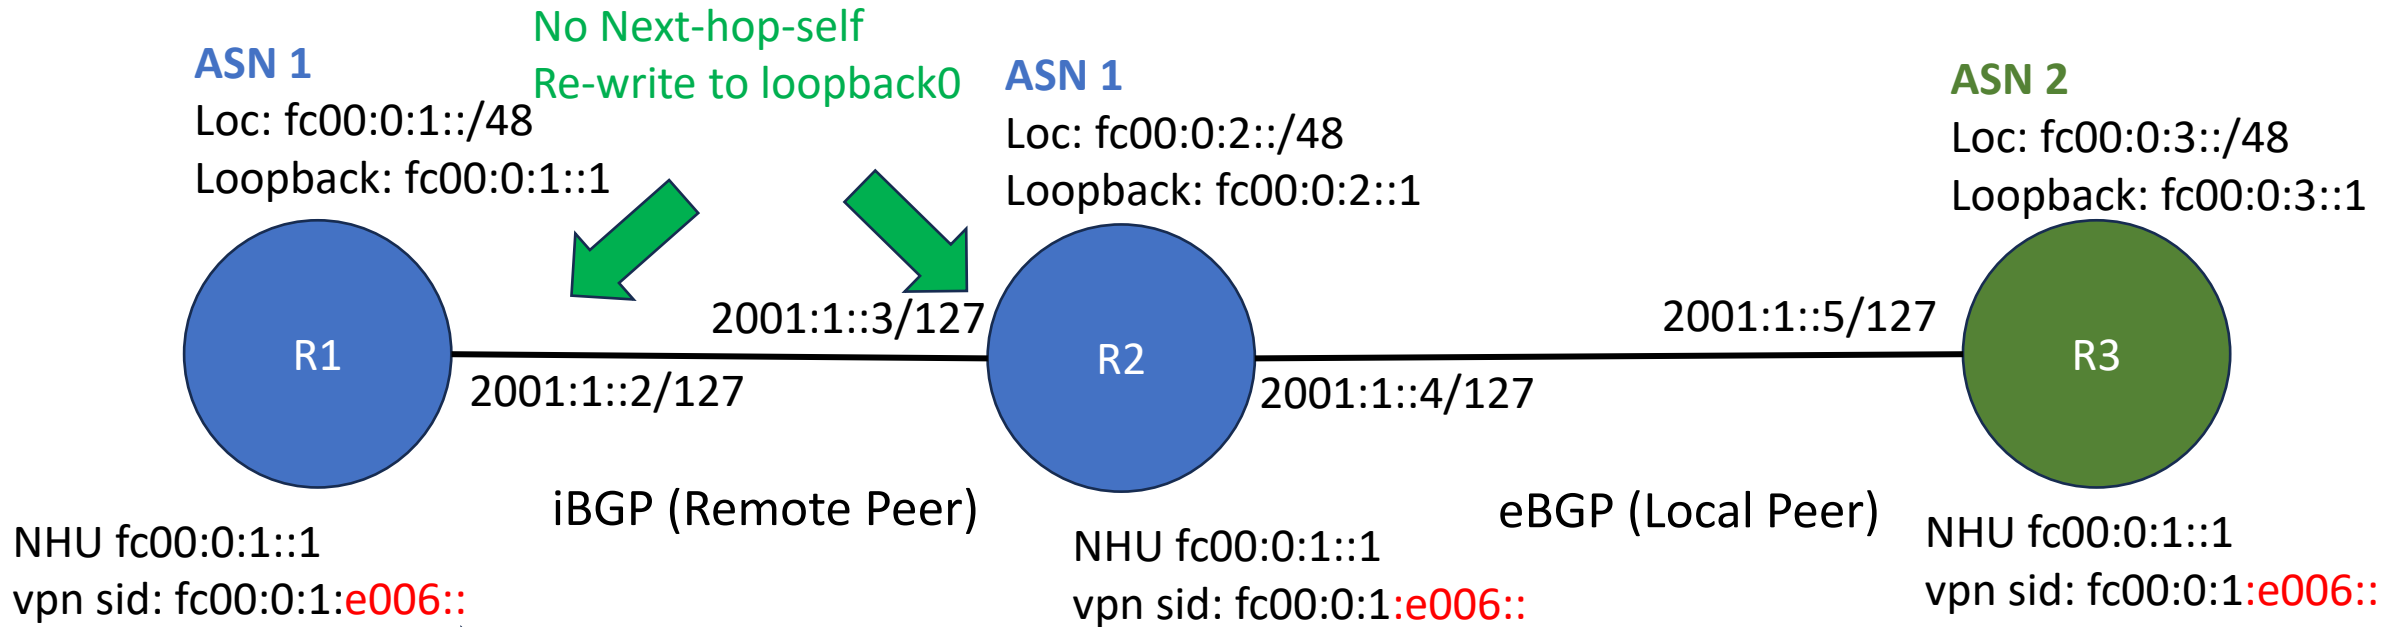 No Next-hop-self
Re-write to loopback0
ASN 1
Loc: fc00:0:1::/48
Loopback: fc00:0:1::1
ASN 1
Loc: fc00:0:2::/48
Loopback: fc00:0:2::1
ASN 2
Loc: fc00:0:3::/48
Loopback: fc00:0:3::1
R1
2001:1::3/127
2001:1::2/127
R2
2001:1::5/127
2001:1::4/127
R3
iBGP (Remote Peer)
eBGP (Local Peer)
NHU fc00:0:1::1
vpn sid: fc00:0:1:e006::
NHU fc00:0:1::1
vpn sid: fc00:0:1:e006::
NHU fc00:0:1::1
vpn sid: fc00:0:1:e006::